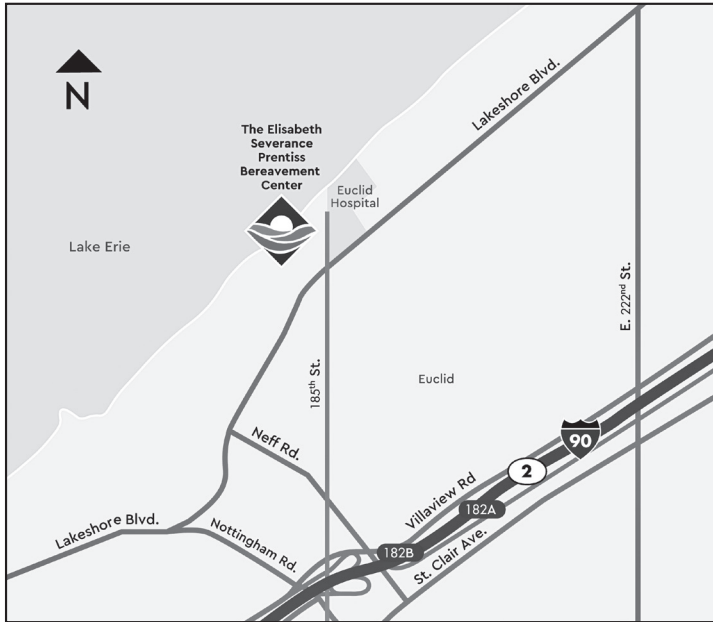 N
The Elisabeth
Severance
Prentiss
Bereavement
Center
Lakeshore Blvd.
Euclid
Hospital
Lake Erie
E. 222nd St.
185th St.
Euclid
90
Neff Rd.
2
Villaview Rd
182A
Lakeshore Blvd.
Nottingham Rd.
182B
St. Clair Ave.